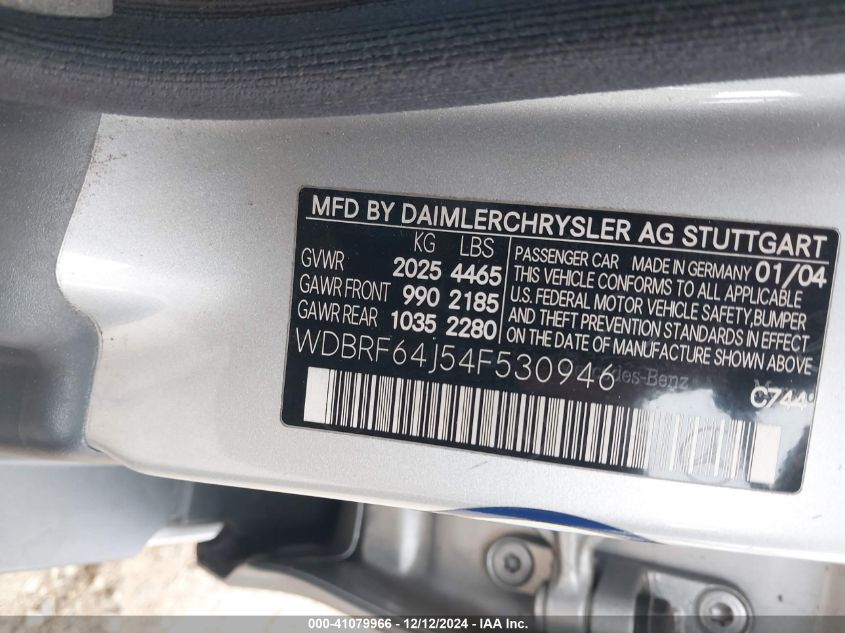 MFD BY DAIMLERCHRYSLER AG STUTTGART
KG LBS
GVWR 2025 4465
GAWR FRONT 990 2185
GAWR REAR 1035 2280
PASSENGER CAR MADE IN GERMANY 01/04
THIS VEHICLE CONFORMS TO ALL APPLICABLE
U.S. FEDERAL MOTOR VEHICLE SAFETY,BUMPER
AND THEFT PREVENTION STANDARDS IN EFFECT
ON THE DATE OF MANUFACTURE SHOWN ABOVE
WDBRF64J54F530946
Mercedes-Benz
C744
000-41079966 - 12/12/2024 - IAA Inc.